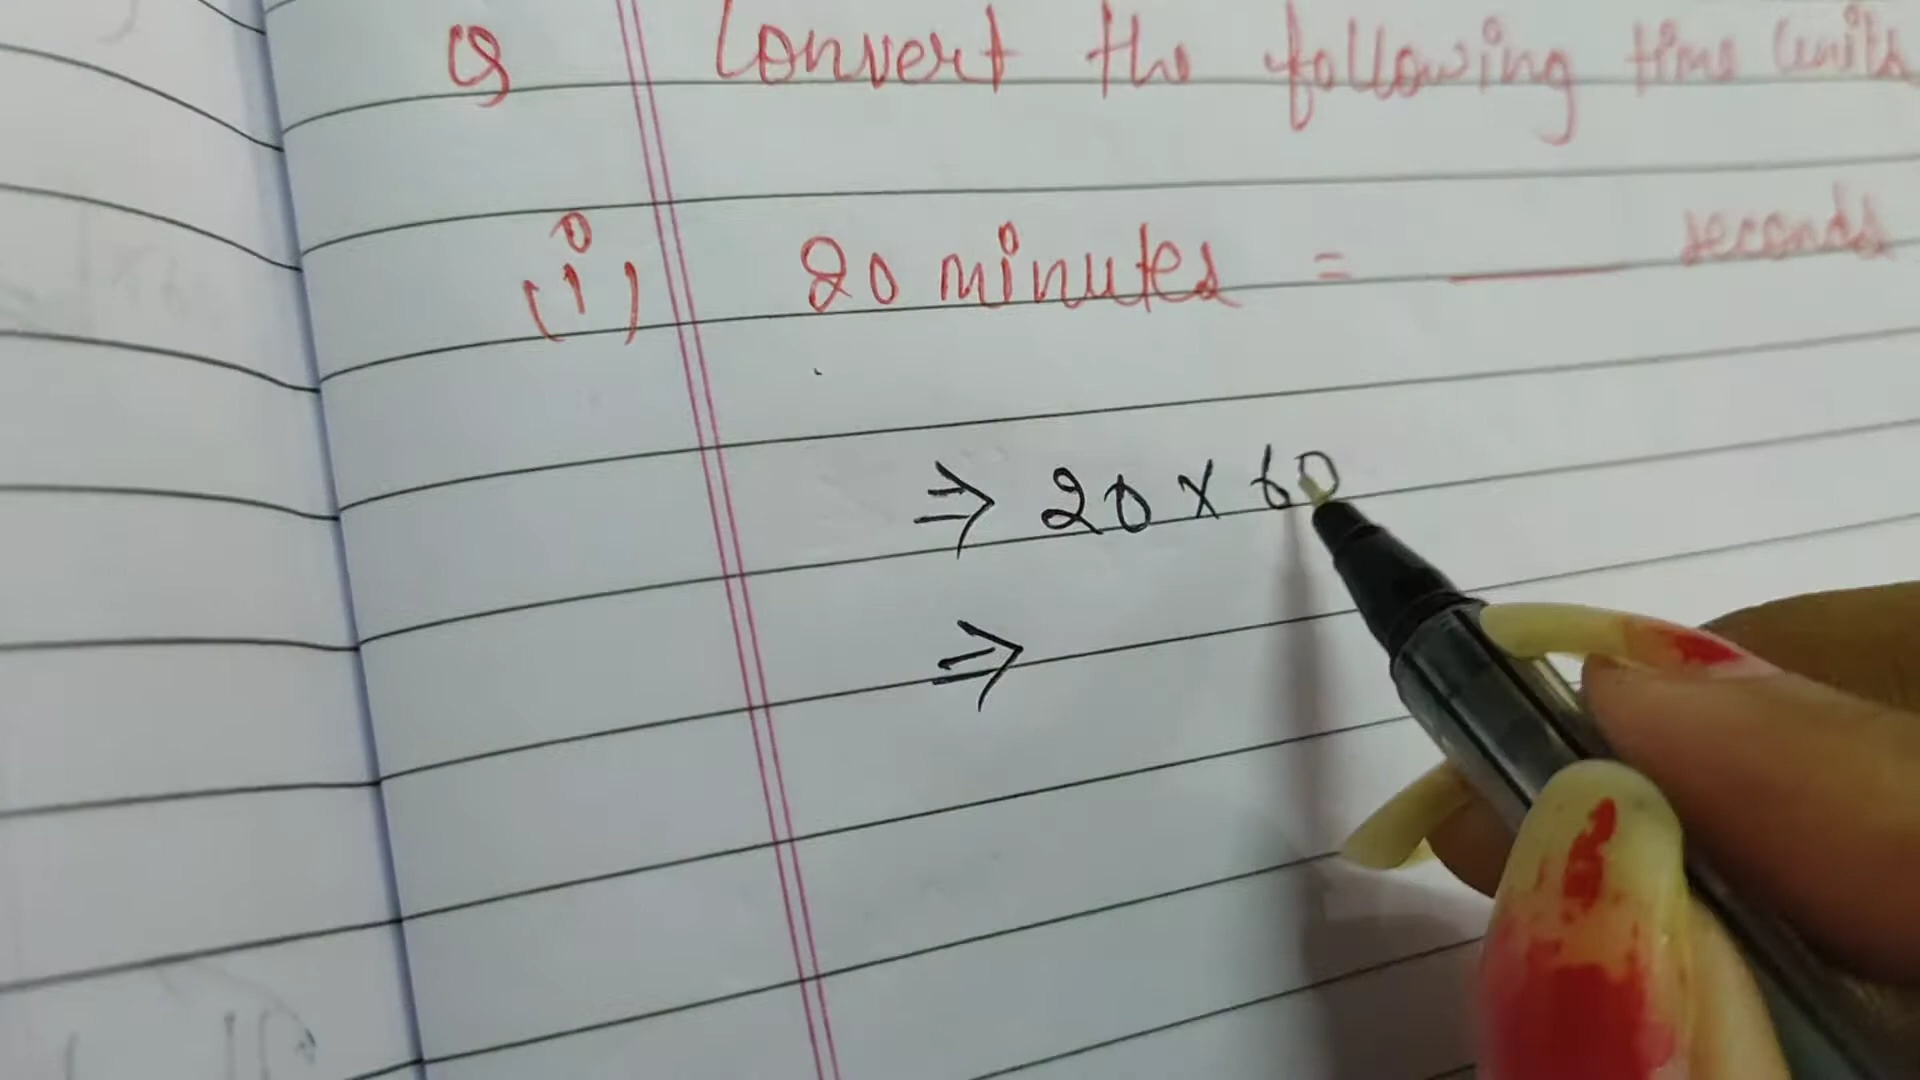 Q Convert the following time units
(i) 20 minutes = ____ seconds
⇒ 20 x 60
⇒